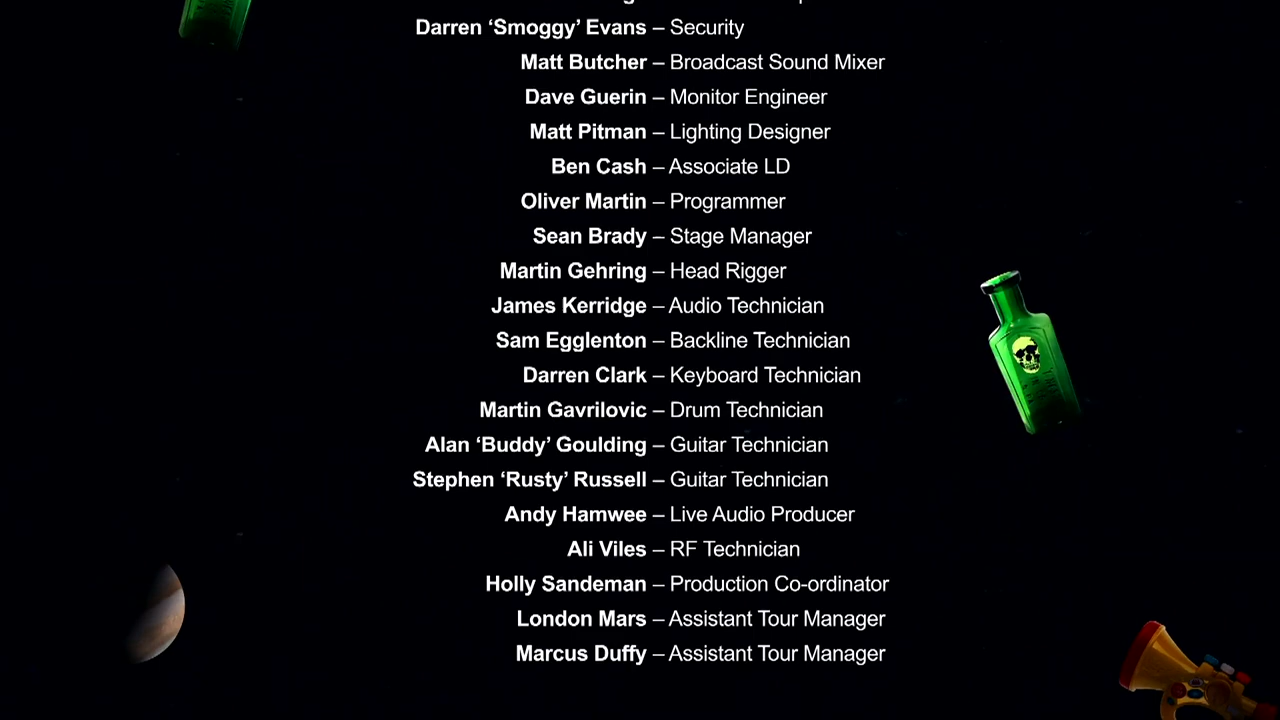 Darren ‘Smoggy’ Evans – Security
Matt Butcher – Broadcast Sound Mixer
Dave Guerin – Monitor Engineer
Matt Pitman – Lighting Designer
Ben Cash – Associate LD
Oliver Martin – Programmer
Sean Brady – Stage Manager
Martin Gehring – Head Rigger
James Kerridge – Audio Technician
Sam Egglenton – Backline Technician
Darren Clark – Keyboard Technician
Martin Gavrilovic – Drum Technician
Alan ‘Buddy’ Goulding – Guitar Technician
Stephen ‘Rusty’ Russell – Guitar Technician
Andy Hamwee – Live Audio Producer
Ali Viles – RF Technician
Holly Sandeman – Production Co-ordinator
London Mars – Assistant Tour Manager
Marcus Duffy – Assistant Tour Manager